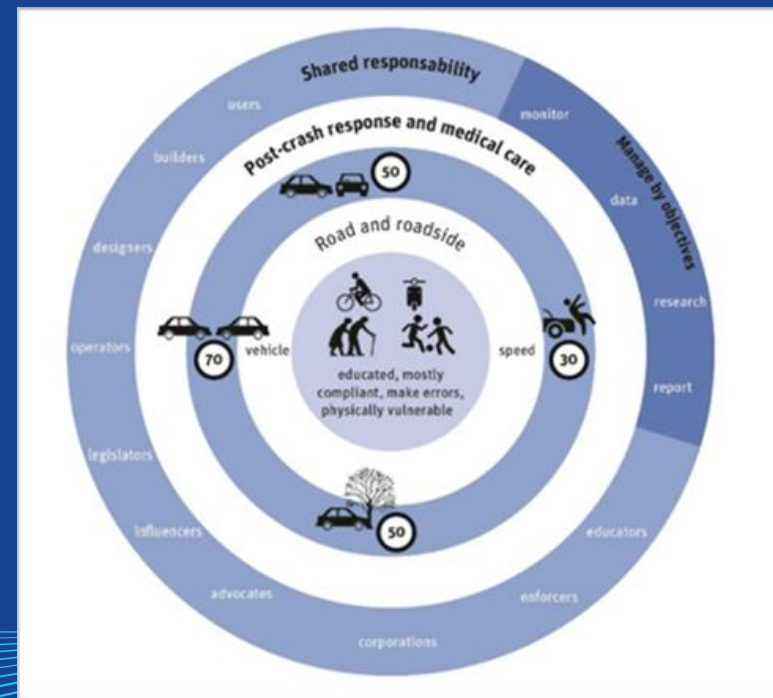 Shared responsability
users
builders
designers
operators
legislators
influencers
advocates
corporations
enforcers
educators
Manage by objectives
monitor
data
research
report
Post-crash response and medical care
50
70
30
50
Road and roadside
vehicle
speed
educated, mostly
compliant, make errors,
physically vulnerable